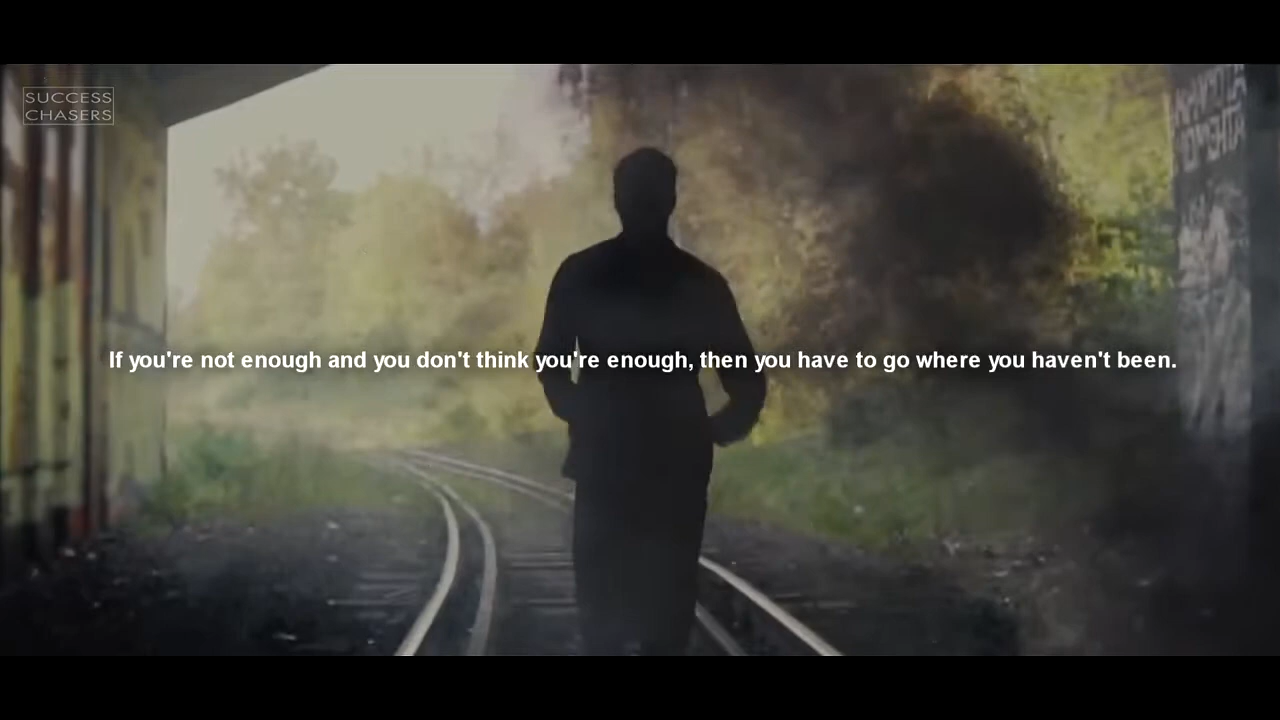 SUCCESS
CHASERS
If you're not enough and you don't think you're enough, then you have to go where you haven't been.